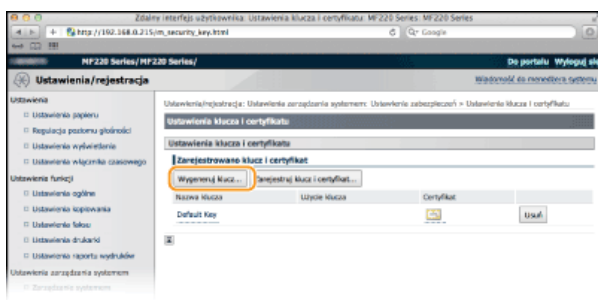 Zdalny interfejs użytkownika: Ustawienia klucza i certyfikatu: MF220 Series: MF220 Series
http://192.168.0.215/m_security_key.html
Google
MF220 Series/MF220 Series/
Do portalu Wyloguj się
Ustawienia/rejestracja
Wiadomość do menedżera systemu
Ustawienia
Ustawienia papieru
Regulacja poziomu głośności
Ustawienia wyświetlania
Ustawienia włącznika czasowego
Ustawienia funkcji
Ustawienia ogólne
Ustawienia kopiowania
Ustawienia faksu
Ustawienia drukarki
Ustawienia raportu wydruków
Ustawienia zarządzania systemem
Zarządzanie systemem
Ustawienia/rejestracja: Ustawienia zarządzania systemem: Ustawienia zabezpieczeń > Ustawienia klucza i certyfikatu
Ustawienia klucza i certyfikatu
Ustawienia klucza i certyfikatu
Zarejestrowano klucz i certyfikat
Wygeneruj klucz...
Zarejestruj klucz i certyfikat...
Nazwa klucza
Użycie klucza
Certyfikat
Default Key
Usuń